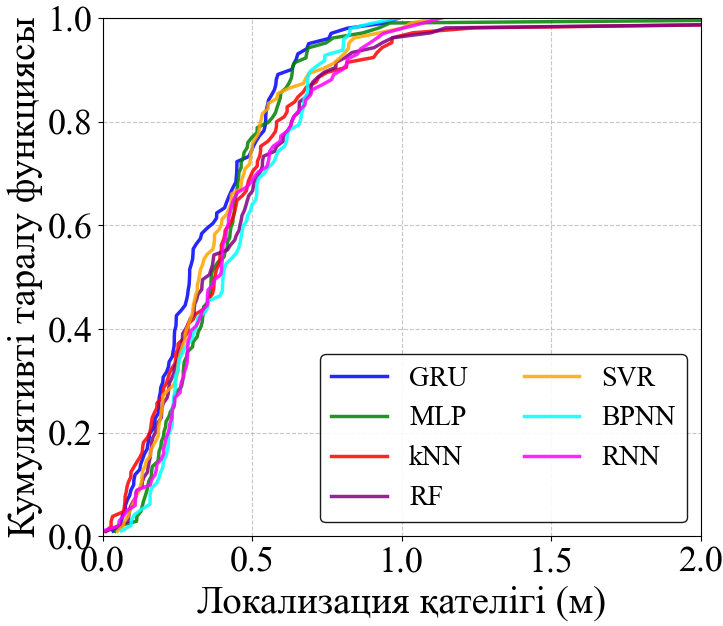 Кумулятивті таралу функциясы
1.0
0.8
0.6
0.4
0.2
0.0
GRU
MLP
kNN
RF
SVR
BPNN
RNN
0.0 0.5 1.0 1.5 2.0
Локализация қателігі (м)